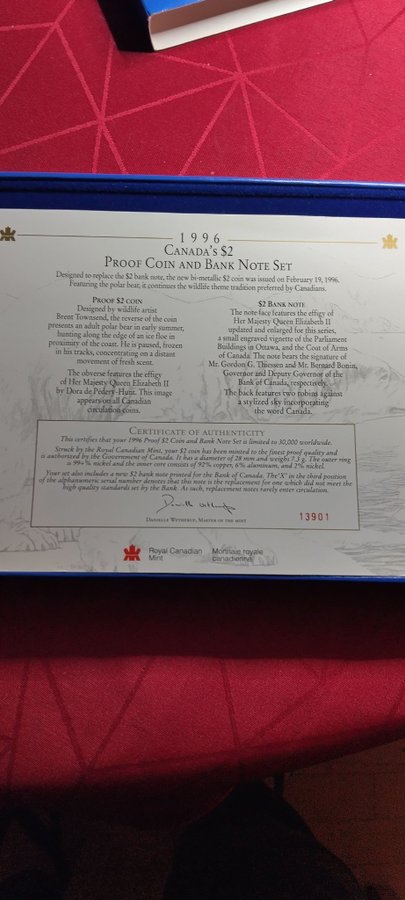 1996
CANADA'S $2
PROOF COIN AND BANK NOTE SET
Designed to replace the $2 bank note, the new bi-metallic $2 coin was issued on February 19, 1996.
Featuring the polar bear, it continues the wildlife theme tradition preferred by Canadians.
PROOF $2 COIN
Designed by wildlife artist
Brent Townsend, the reverse of the coin
presents an adult polar bear in early summer,
hunting along the edge of an ice floe in
proximity of the coast. He is paused, frozen
in his tracks, concentrating on a distant
movement of fresh scent.
The obverse features the effigy
of Her Majesty Queen Elizabeth II
by Dora de Pédery-Hunt. This image
appears on all Canadian
circulation coins.
$2 BANK NOTE
The note face features the effigy of
Her Majesty Queen Elizabeth II
updated and enlarged for this series,
a small engraved vignette of the Parliament
Buildings in Ottawa, and the Coat of Arms
of Canada. The note bears the signature of
Mr. Gordon G. Thiessen and Mr. Bernard Bonin,
Governor and Deputy Governor of the
Bank of Canada, respectively.
The back features two robins against
a stylized sky incorporating
the word Canada.
CERTIFICATE OF AUTHENTICITY
This certifies that your 1996 Proof $2 Coin and Bank Note Set is limited to 30,000 worldwide.
Struck by the Royal Canadian Mint, your $2 coin has been minted to the finest proof quality and
is authorized by the Government of Canada. It has a diameter of 28 mm and weighs 7.3 g. The outer ring
is 99+% nickel and the inner core consists of 92% copper, 6% aluminum, and 2% nickel.
Your set also includes a new $2 bank note printed for the Bank of Canada. The 'X' in the third position
of the alphanumeric serial number denotes that this note is the replacement for one which did not meet the
high quality standards set by the Bank. As such, replacement notes rarely enter circulation.
DANIELLE WETHERUP, MASTER OF THE MINT
13901
Royal Canadian Mint
Monnaie royale canadienne